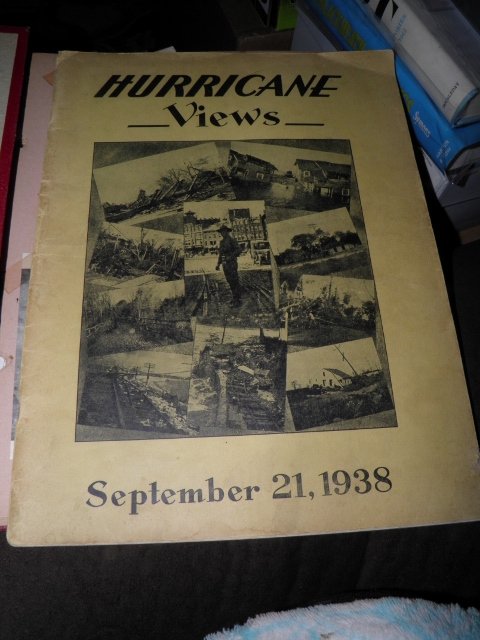 HURRICANE
Views
September 21, 1938